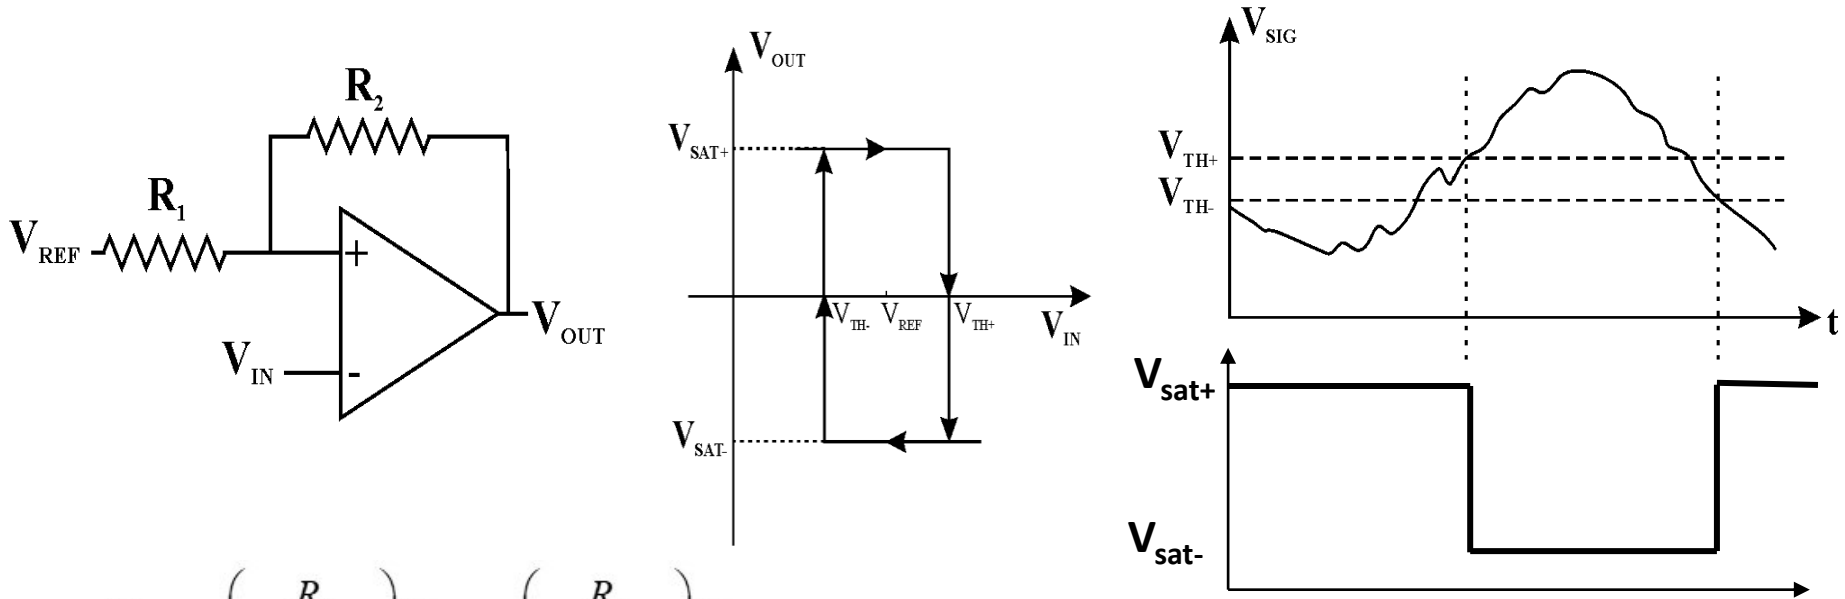 R2
R1
VREF
+
VIN
-
VOUT
VOUT
VSAT+
VTH-
VREF
VTH+
VIN
VSAT-
VSIG
VTH+
VTH-
t
Vsat+
Vsat-
( R ) ( R )